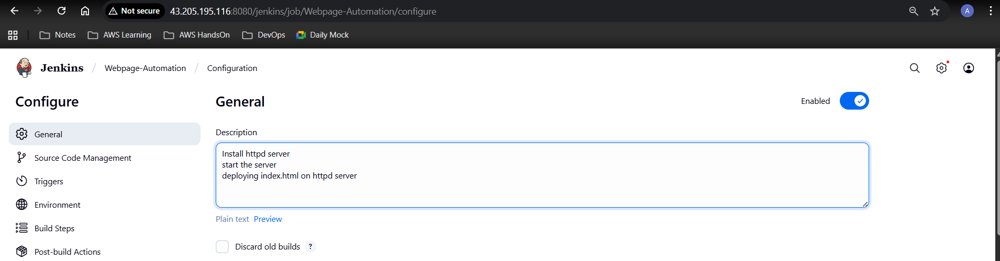 Not secure 43.205.195.116:8080/jenkins/job/Webpage-Automation/configure A
Notes AWS Learning AWS HandsOn DevOps Daily Mock
Jenkins / Webpage-Automation / Configuration
Configure
General
Source Code Management
Triggers
Environment
Build Steps
Post-build Actions
General
Enabled
Description
Install httpd server
start the server
deploying index.html on httpd server
Plain text Preview
Discard old builds ?